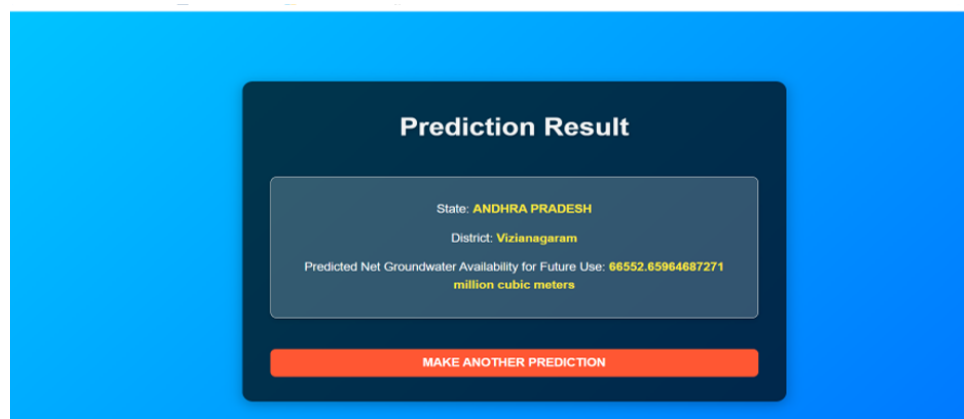 Prediction Result
State: ANDHRA PRADESH
District: Vizianagaram
Predicted Net Groundwater Availability for Future Use: 66552.65964687271
million cubic meters
MAKE ANOTHER PREDICTION